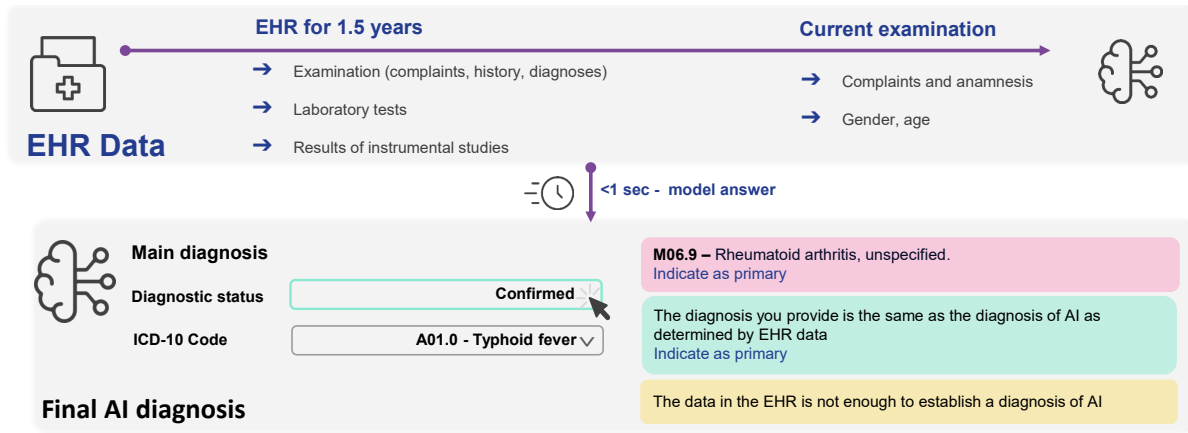 EHR for 1.5 years
Current examination
Examination (complaints, history, diagnoses)
Laboratory tests
Results of instrumental studies
Complaints and anamnesis
Gender, age
EHR Data
<1 sec -  model answer
Main diagnosis
Diagnostic status
Confirmed
ICD-10 Code
A01.0 - Typhoid fever
Final AI diagnosis
M06.9 – Rheumatoid arthritis, unspecified.
Indicate as primary
The diagnosis you provide is the same as the diagnosis of AI as
determined by EHR data
Indicate as primary
The data in the EHR is not enough to establish a diagnosis of AI